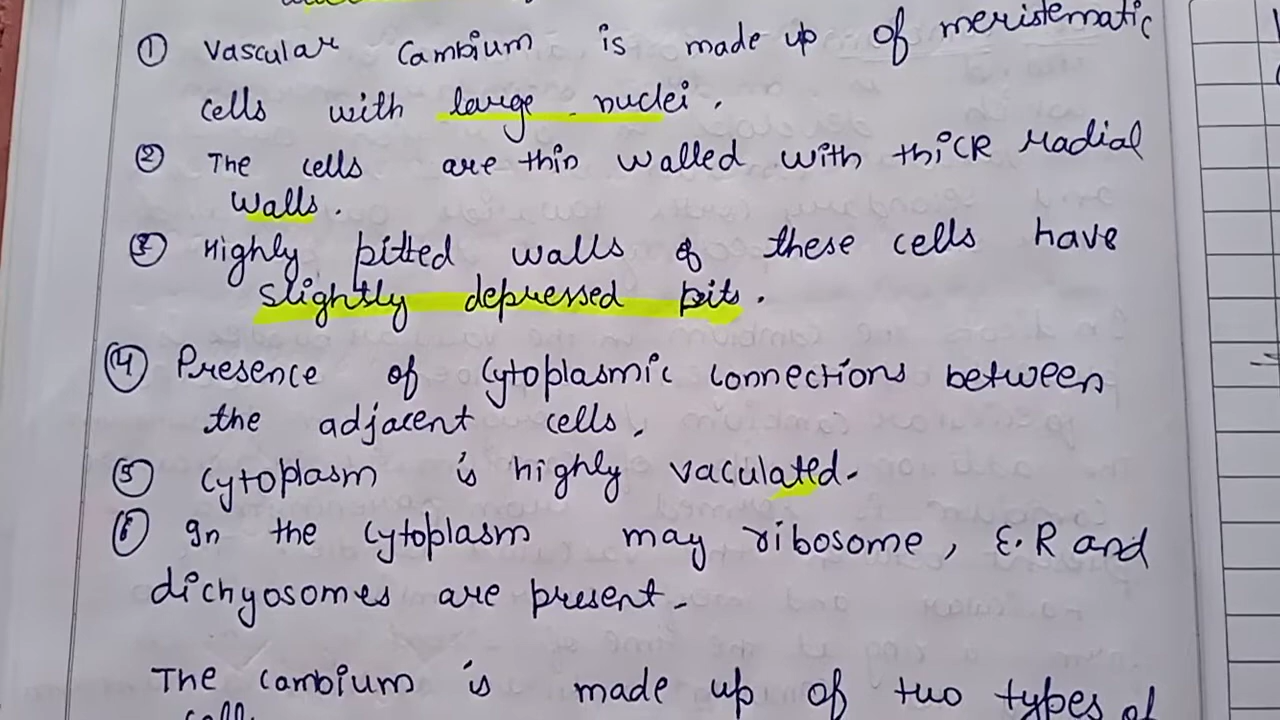 ① Vascular Cambium is made up of meristematic
cells with large nuclei.
② The cells are thin walled with thick radial
walls.
③ Highly pitted walls of these cells have
slightly depressed pits.
④ Presence of cytoplasmic connections between
the adjacent cells.
⑤ Cytoplasm is highly vaculated.
⑥ In the cytoplasm may ribosome, E.R and
dichyosomes are present.
The cambium is made up of two types of